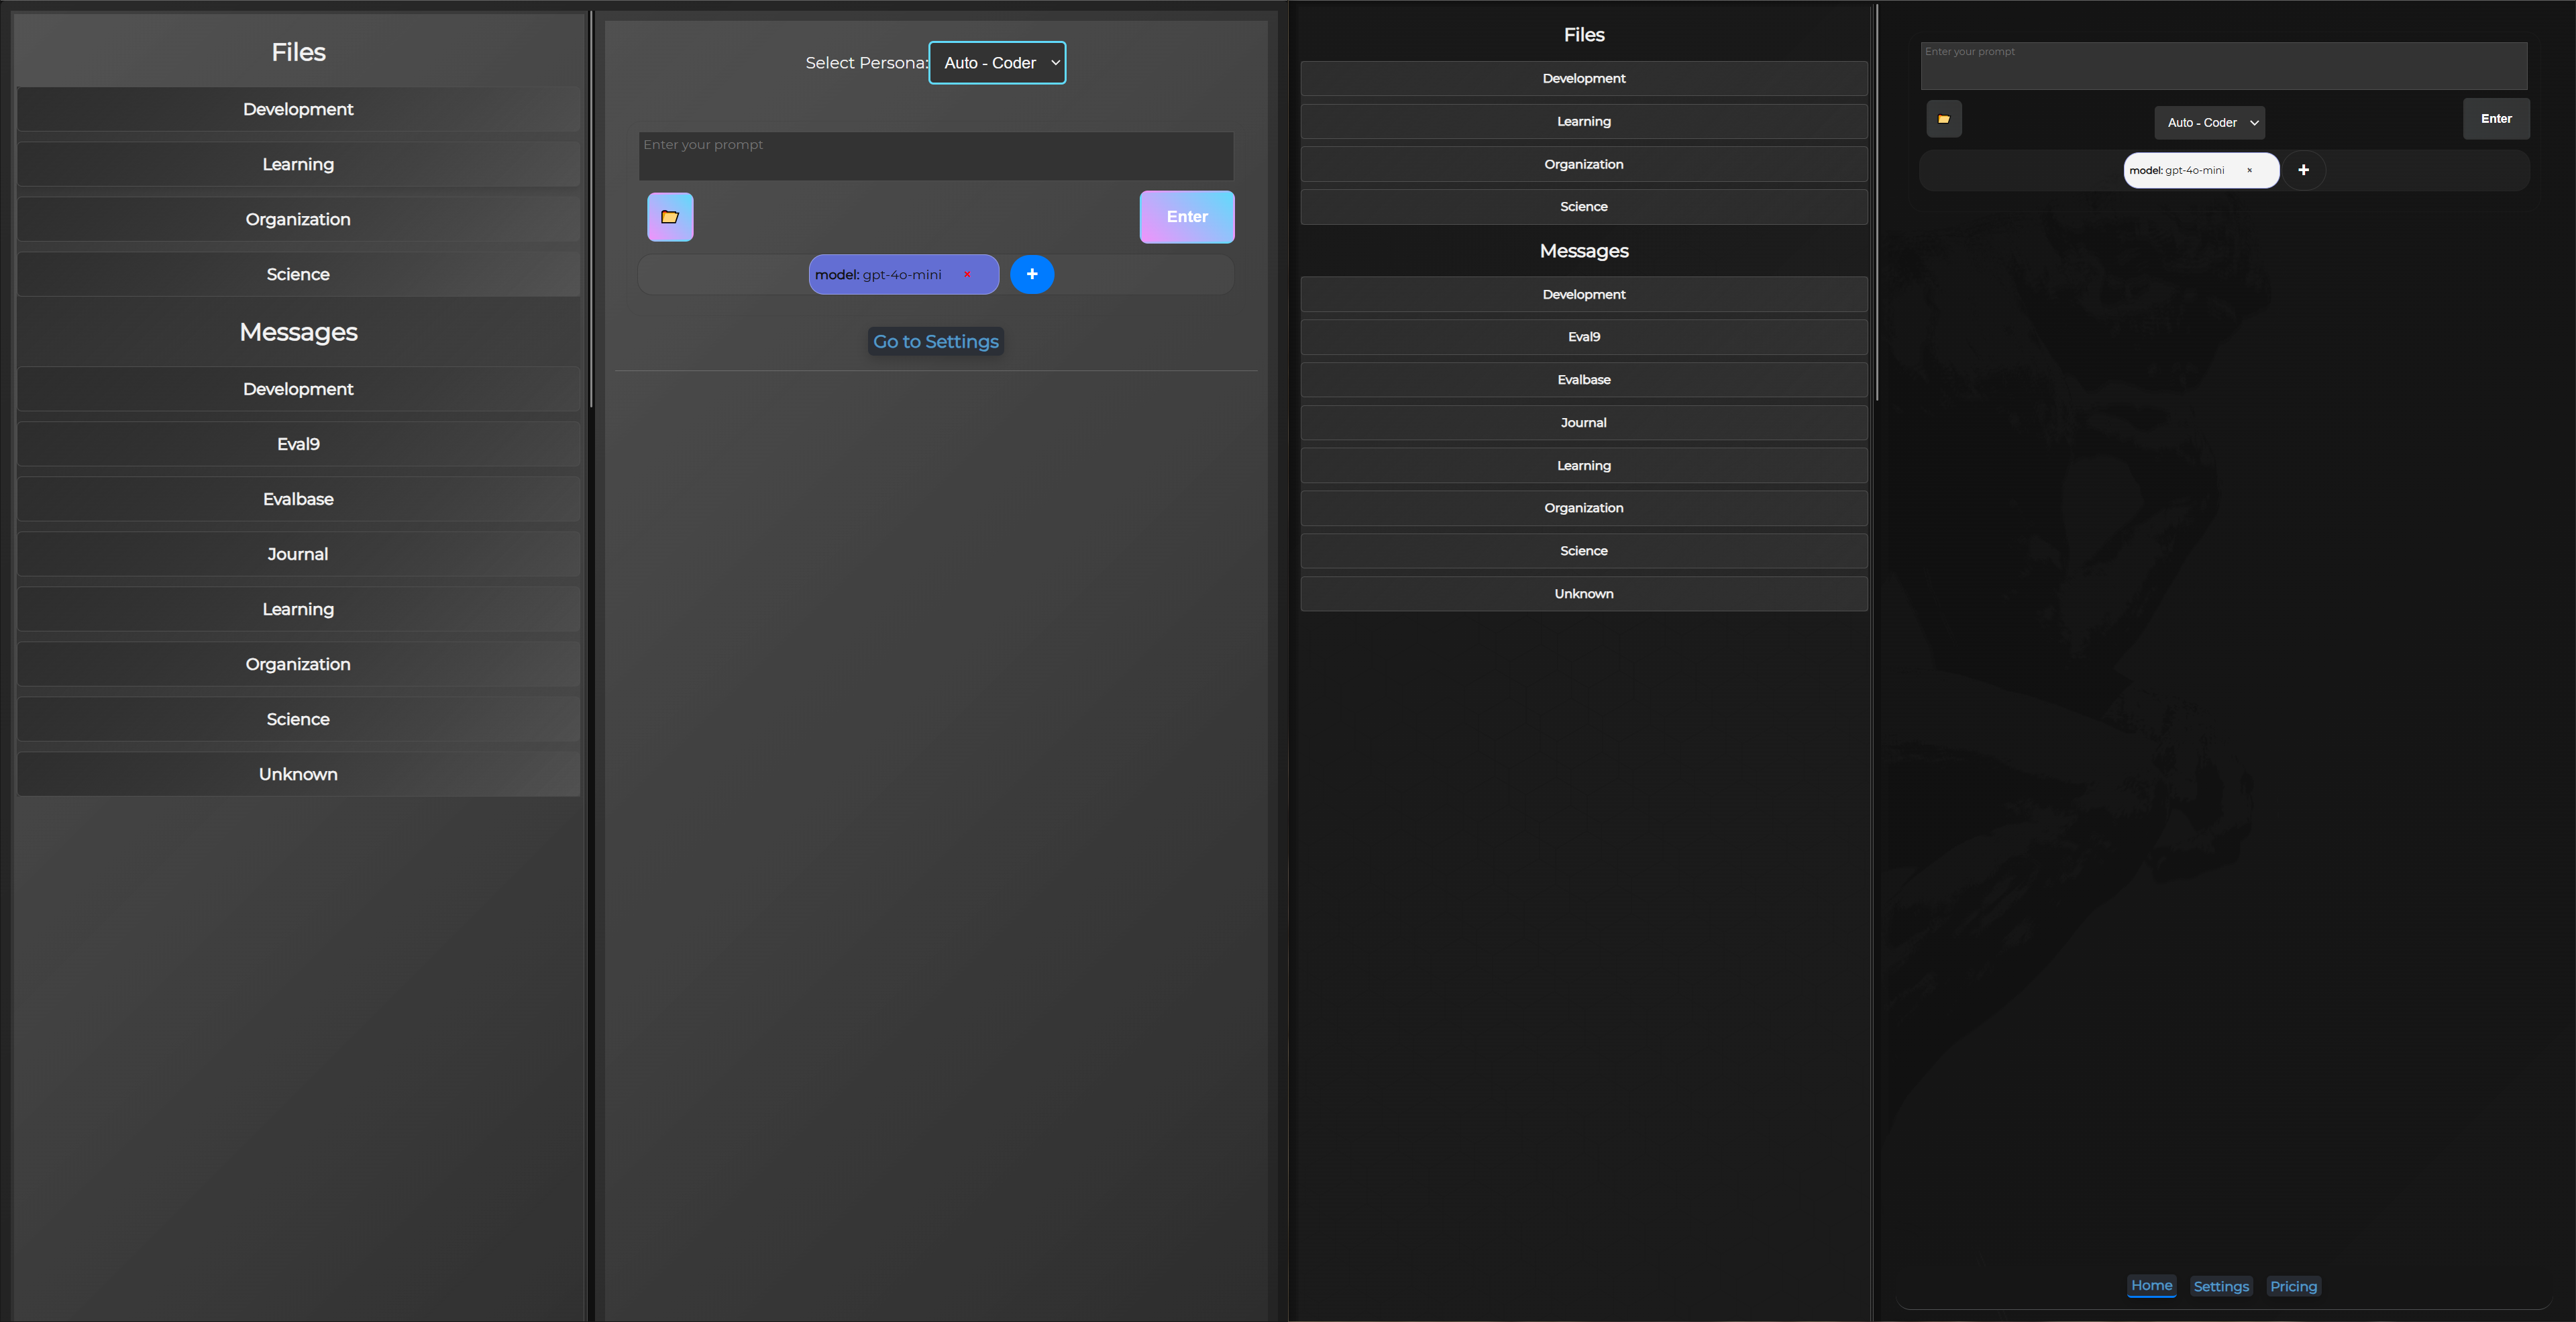 Files
Development
Learning
Organization
Science
Messages
Development
Eval9
Evalbase
Journal
Learning
Organization
Science
Unknown
Select Persona: Auto - Coder
Enter your prompt
Enter
model: gpt-4o-mini × +
Go to Settings
Files
Development
Learning
Organization
Science
Messages
Development
Eval9
Evalbase
Journal
Learning
Organization
Science
Unknown
Enter your prompt
Auto - Coder Enter
model: gpt-4o-mini × +
Home Settings Pricing